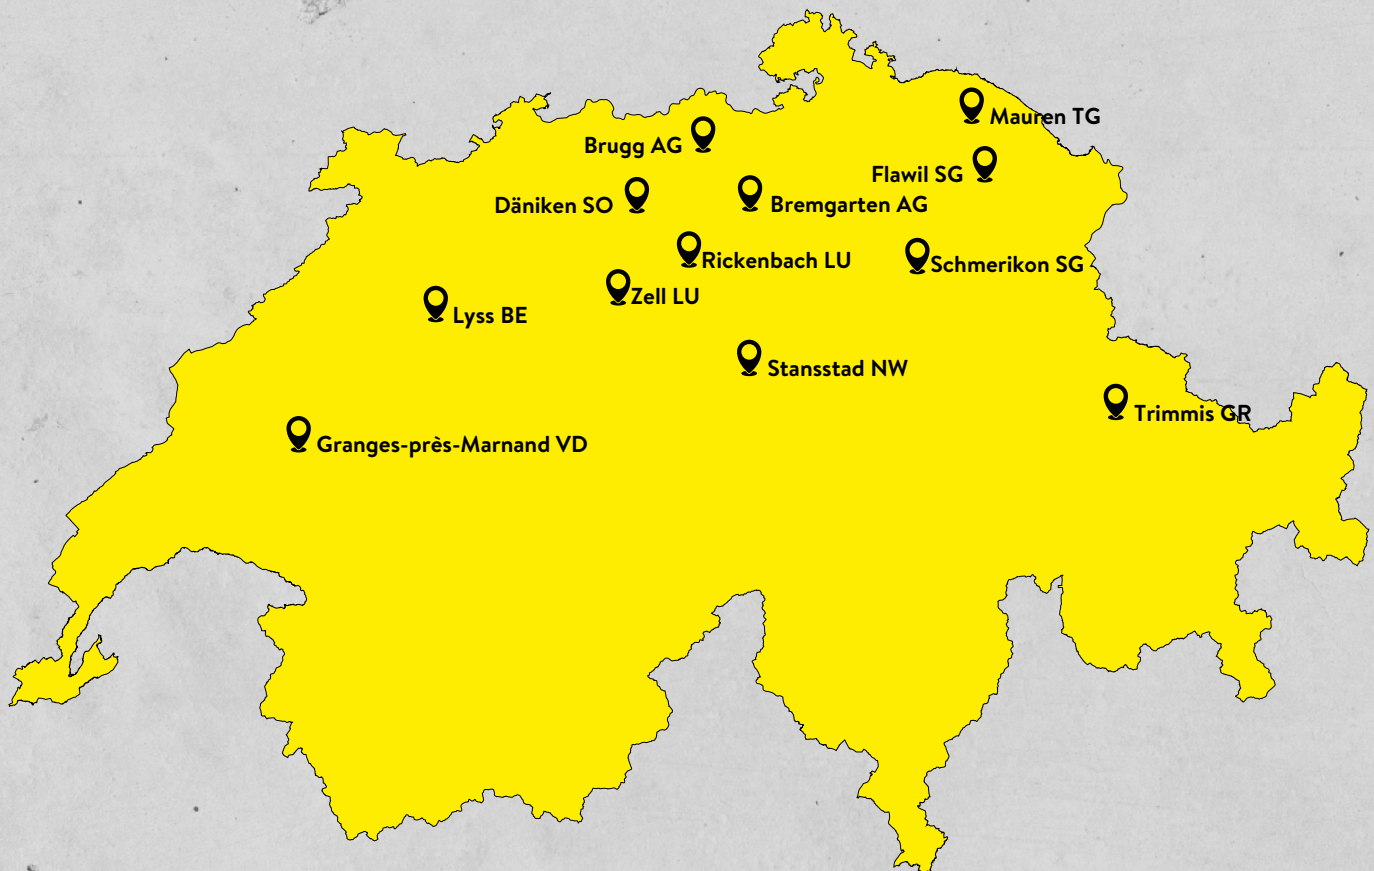 Mauren TG
Brugg AG
Flawil SG
Däniken SO
Bremgarten AG
Rickenbach LU
Schmerikon SG
Zell LU
Lyss BE
Stansstad NW
Trimmis GR
Granges-près-Marnand VD